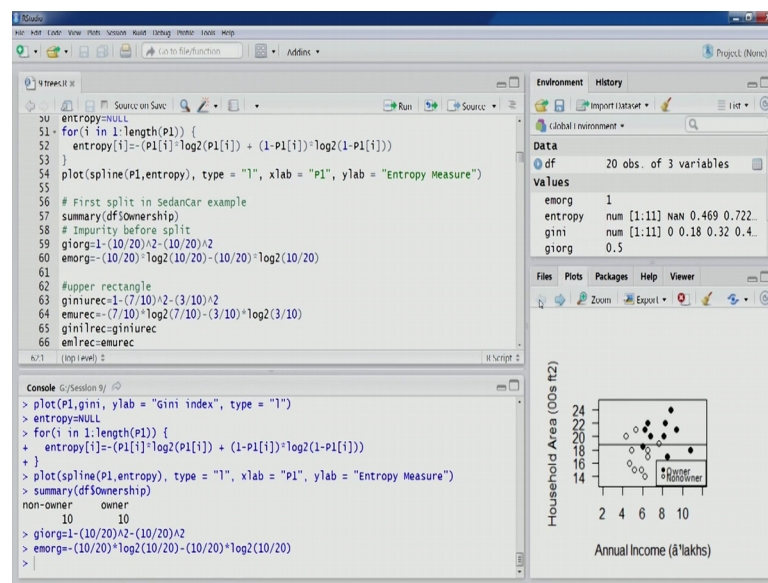 RStudio
File Edit Code View Plots Session Build Debug Profile Tools Help
Go to file/function
Addins
Project: (None)
9 trees.R
Source on Save
Run
Source
50 entropy=NULL
51 for(i in 1:length(P1)) {
52 entropy[i]=-(P1[i]*log2(P1[i]) + (1-P1[i])*log2(1-P1[i]))
53 }
54 plot(spline(P1,entropy), type = "l", xlab = "P1", ylab = "Entropy Measure")
55
56 # First split in SedanCar example
57 summary(df$Ownership)
58 # Impurity before split
59 giorg=1-(10/20)^2-(10/20)^2
60 emorg=-(10/20)*log2(10/20)-(10/20)*log2(10/20)
61
62 #upper rectangle
63 giniurec=1-(7/10)^2-(3/10)^2
64 emurec=-(7/10)*log2(7/10)-(3/10)*log2(3/10)
65 ginilrec=giniurec
66 emlrec=emurec
62:1 (Top Level)
R Script
Console G:/Session 9/
> plot(P1,gini, ylab = "Gini index", type = "l")
> entropy=NULL
> for(i in 1:length(P1)) {
+ entropy[i]=-(P1[i]*log2(P1[i]) + (1-P1[i])*log2(1-P1[i]))
+ }
> plot(spline(P1,entropy), type = "l", xlab = "P1", ylab = "Entropy Measure")
> summary(df$Ownership)
non-owner owner
10 10
> giorg=1-(10/20)^2-(10/20)^2
> emorg=-(10/20)*log2(10/20)-(10/20)*log2(10/20)
>
Environment History
Import Dataset
List
Global Environment
Data
df 20 obs. of 3 variables
Values
emorg 1
entropy num [1:11] NaN 0.469 0.722...
gini num [1:11] 0 0.18 0.32 0.4...
giorg 0.5
Files Plots Packages Help Viewer
Zoom Export
Household Area (00s ft2)
24
22
20
18
16
14
Owner
Nonowner
2 4 6 8 10
Annual Income (â¹lakhs)